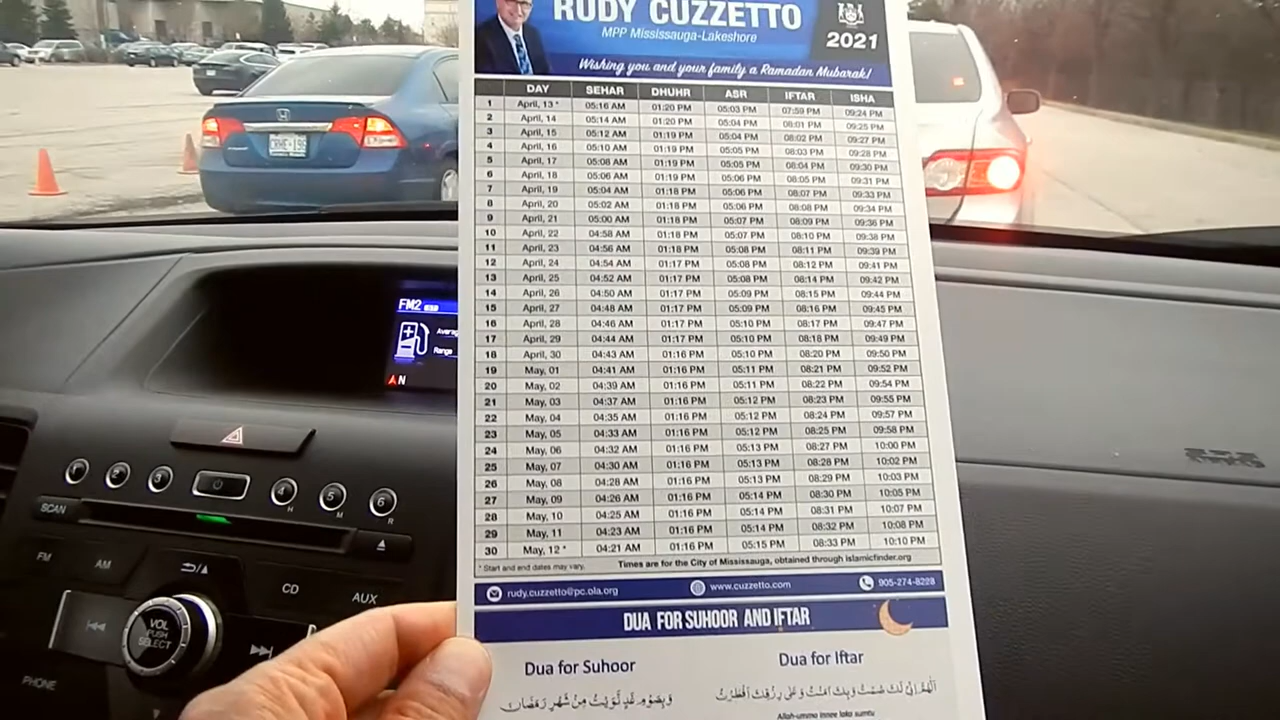 RUDY CUZZETTO
MPP Mississauga-Lakeshore
2021
Wishing you and your family a Ramadan Mubarak!
DAY SEHAR DHUHR ASR IFTAR ISHA
1 April, 13 * 05:16 AM 01:20 PM 05:03 PM 07:59 PM 09:24 PM
2 April, 14 05:14 AM 01:20 PM 05:04 PM 08:01 PM 09:25 PM
3 April, 15 05:12 AM 01:19 PM 05:04 PM 08:02 PM 09:27 PM
4 April, 16 05:10 AM 01:19 PM 05:05 PM 08:03 PM 09:28 PM
5 April, 17 05:08 AM 01:19 PM 05:05 PM 08:04 PM 09:30 PM
6 April, 18 05:06 AM 01:19 PM 05:06 PM 08:05 PM 09:31 PM
7 April, 19 05:04 AM 01:18 PM 05:06 PM 08:07 PM 09:33 PM
8 April, 20 05:02 AM 01:18 PM 05:06 PM 08:08 PM 09:34 PM
9 April, 21 05:00 AM 01:18 PM 05:07 PM 08:09 PM 09:36 PM
10 April, 22 04:58 AM 01:18 PM 05:07 PM 08:10 PM 09:38 PM
11 April, 23 04:56 AM 01:18 PM 05:08 PM 08:11 PM 09:39 PM
12 April, 24 04:54 AM 01:17 PM 05:08 PM 08:12 PM 09:41 PM
13 April, 25 04:52 AM 01:17 PM 05:08 PM 08:14 PM 09:42 PM
14 April, 26 04:50 AM 01:17 PM 05:09 PM 08:15 PM 09:44 PM
15 April, 27 04:48 AM 01:17 PM 05:09 PM 08:16 PM 09:45 PM
16 April, 28 04:46 AM 01:17 PM 05:10 PM 08:17 PM 09:47 PM
17 April, 29 04:44 AM 01:17 PM 05:10 PM 08:18 PM 09:49 PM
18 April, 30 04:43 AM 01:16 PM 05:10 PM 08:20 PM 09:50 PM
19 May, 01 04:41 AM 01:16 PM 05:11 PM 08:21 PM 09:52 PM
20 May, 02 04:39 AM 01:16 PM 05:11 PM 08:22 PM 09:54 PM
21 May, 03 04:37 AM 01:16 PM 05:12 PM 08:23 PM 09:55 PM
22 May, 04 04:35 AM 01:16 PM 05:12 PM 08:24 PM 09:57 PM
23 May, 05 04:33 AM 01:16 PM 05:12 PM 08:25 PM 09:58 PM
24 May, 06 04:32 AM 01:16 PM 05:13 PM 08:27 PM 10:00 PM
25 May, 07 04:30 AM 01:16 PM 05:13 PM 08:28 PM 10:02 PM
26 May, 08 04:28 AM 01:16 PM 05:13 PM 08:29 PM 10:03 PM
27 May, 09 04:26 AM 01:16 PM 05:14 PM 08:30 PM 10:05 PM
28 May, 10 04:25 AM 01:16 PM 05:14 PM 08:31 PM 10:07 PM
29 May, 11 04:23 AM 01:16 PM 05:14 PM 08:32 PM 10:08 PM
30 May, 12 * 04:21 AM 01:16 PM 05:15 PM 08:33 PM 10:10 PM
* Start and end dates may vary. Times are for the City of Mississauga, obtained through islamicfinder.org
rudy.cuzzetto@pc.ola.org www.cuzzetto.com 905-274-8228
DUA FOR SUHOOR AND IFTAR
Dua for Suhoor
وَبِصَوْمِ غَدٍ نَّوَيْتُ مِنْ شَهْرِ رَمَضَان
Dua for Iftar
اَللّٰهُمَّ اِنِّی لَكَ صُمْتُ وَبِكَ اٰمَنْتُ وَعَلٰی رِزْقِكَ اَفْطَرْتُ
Allah-umma innee laka sumtu
FM2
Range
N
1 2 3 4 5 6
H M R
SCAN
FM AM
CD AUX
VOL
PUSH
SELECT
PHONE